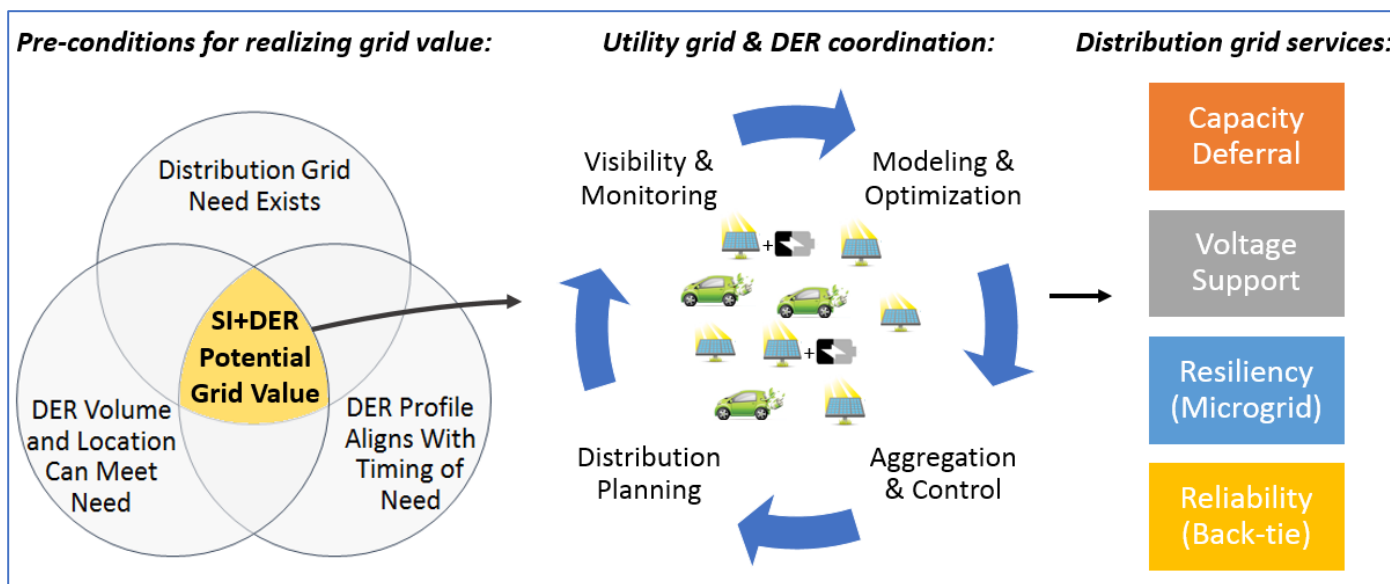 Pre-conditions for realizing grid value:
Distribution Grid
Need Exists
SI+DER
Potential
Grid Value
DER Volume
and Location
Can Meet
Need
DER Profile
Aligns With
Timing of
Need
Utility grid & DER coordination:
Visibility &
Monitoring
Modeling &
Optimization
+
+
Distribution
Planning
Aggregation
& Control
Distribution grid services:
Capacity
Deferral
Voltage
Support
Resiliency
(Microgrid)
Reliability
(Back-tie)